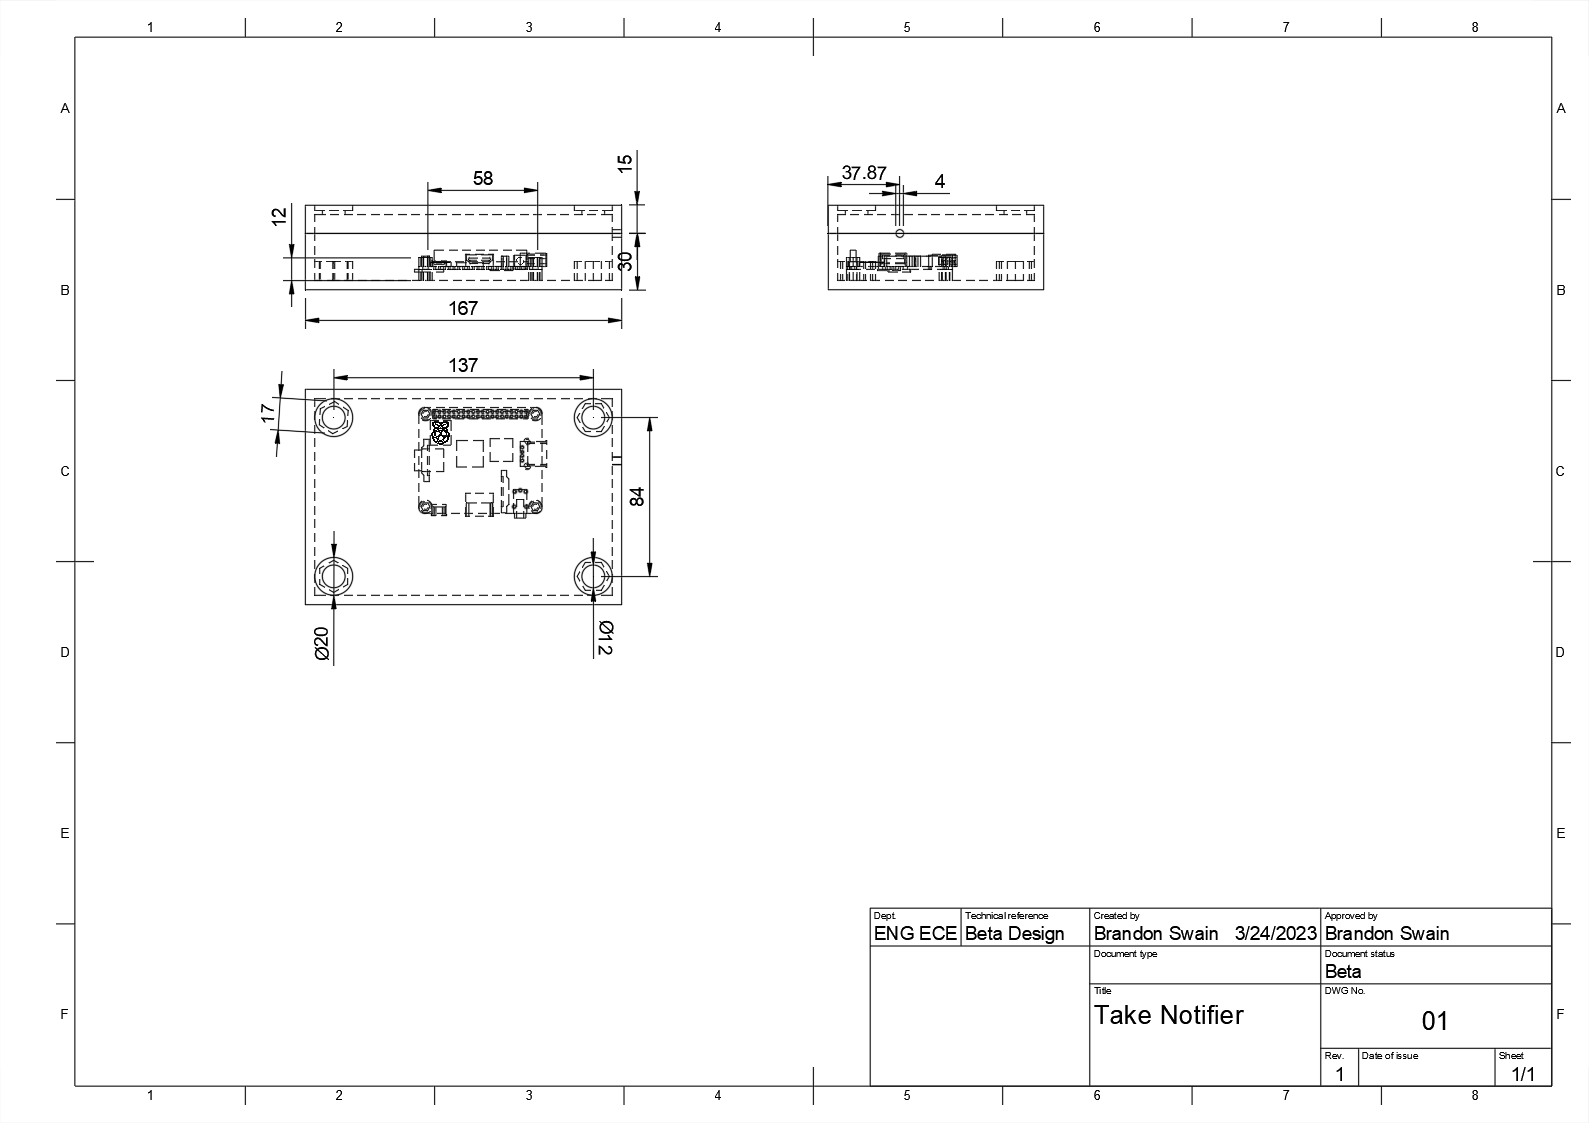 1 2 3 4 5 6 7 8
A A
15
37.87
58
4
12
30
B B
167
137
17
C C
84
Ø20
Ø12
D D
E E
Dept. Technical reference Created by Approved by
ENG ECE Beta Design Brandon Swain 3/24/2023 Brandon Swain
Document type Document status
Beta
Title DWG No.
F Take Notifier 01 F
Rev. Date of issue Sheet
1 1/1
1 2 3 4 5 6 7 8